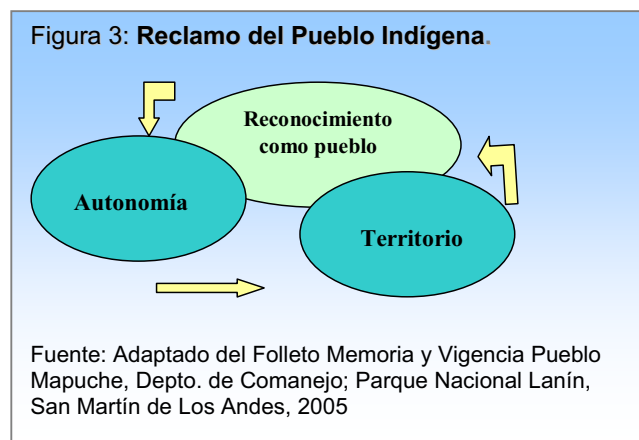 Figura 3: Reclamo del Pueblo Indígena.
Reconocimiento
como pueblo
Autonomía
Territorio
Fuente: Adaptado del Folleto Memoria y Vigencia Pueblo
Mapuche, Depto. de Comanejo; Parque Nacional Lanín,
San Martín de Los Andes, 2005